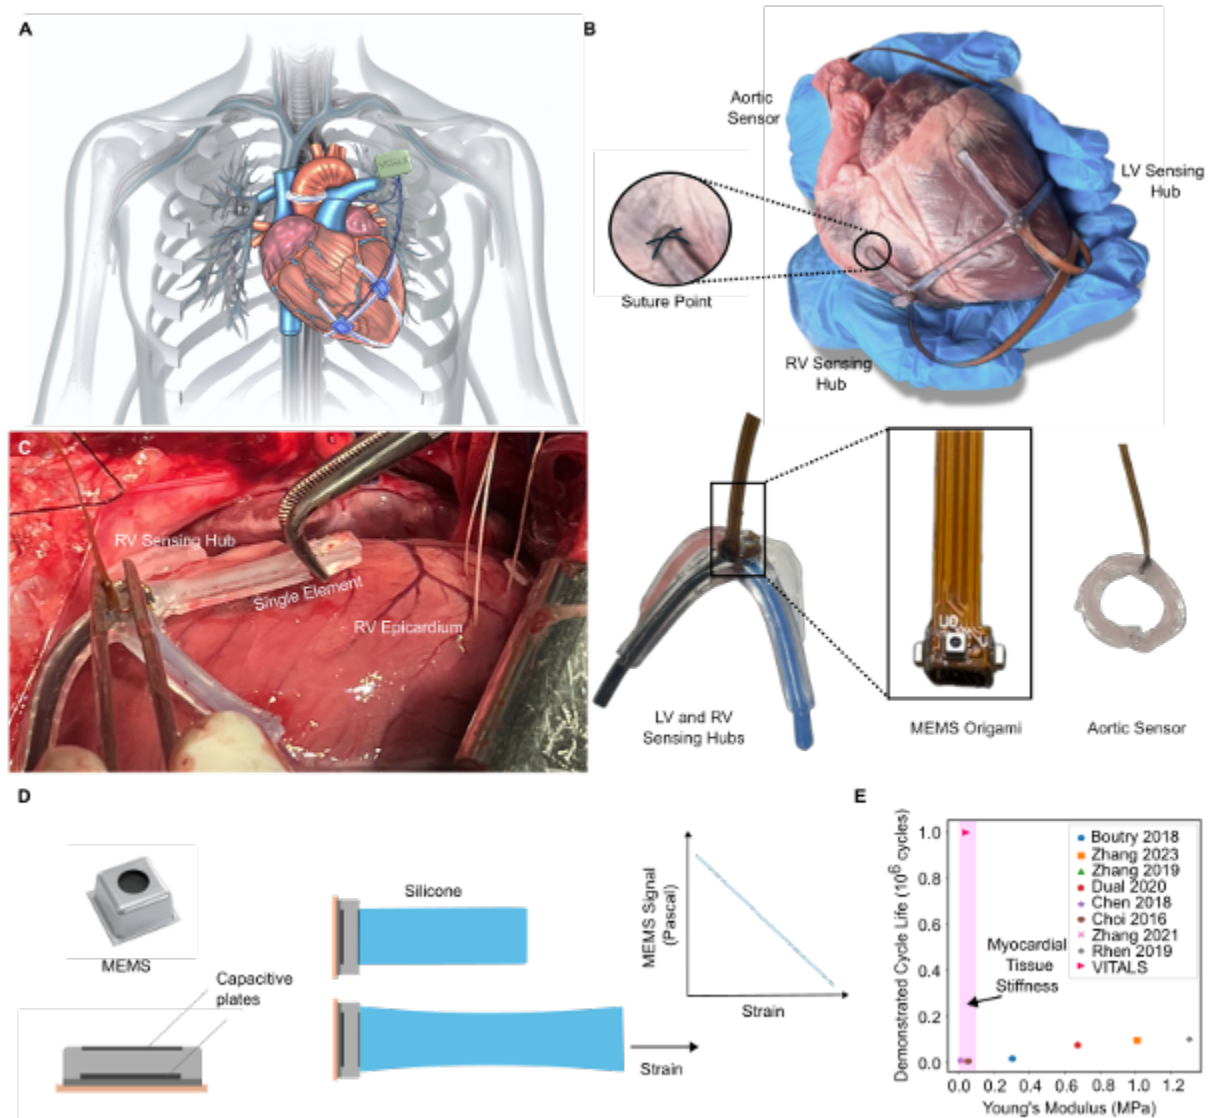 A
B
Aortic
Sensor
LV Sensing
Hub
Suture Point
RV Sensing
Hub
C
RV Sensing Hub
Single Element
RV Epicardium
UD
LV and RV
Sensing Hubs
MEMS Origami
Aortic Sensor
D
MEMS
Capacitive
plates
Silicone
Strain
MEMS Signal
(Pascal)
Strain
E
Demonstrated Cycle Life (10⁶ cycles)
1.0
0.8
0.6
0.4
0.2
0.0
Boutry 2018
Zhang 2023
Zhang 2019
Dual 2020
Chen 2018
Choi 2016
Zhang 2021
Rhen 2019
VITALS
Myocardial
Tissue
Stiffness
0.0 0.2 0.4 0.6 0.8 1.0 1.2
Young's Modulus (MPa)